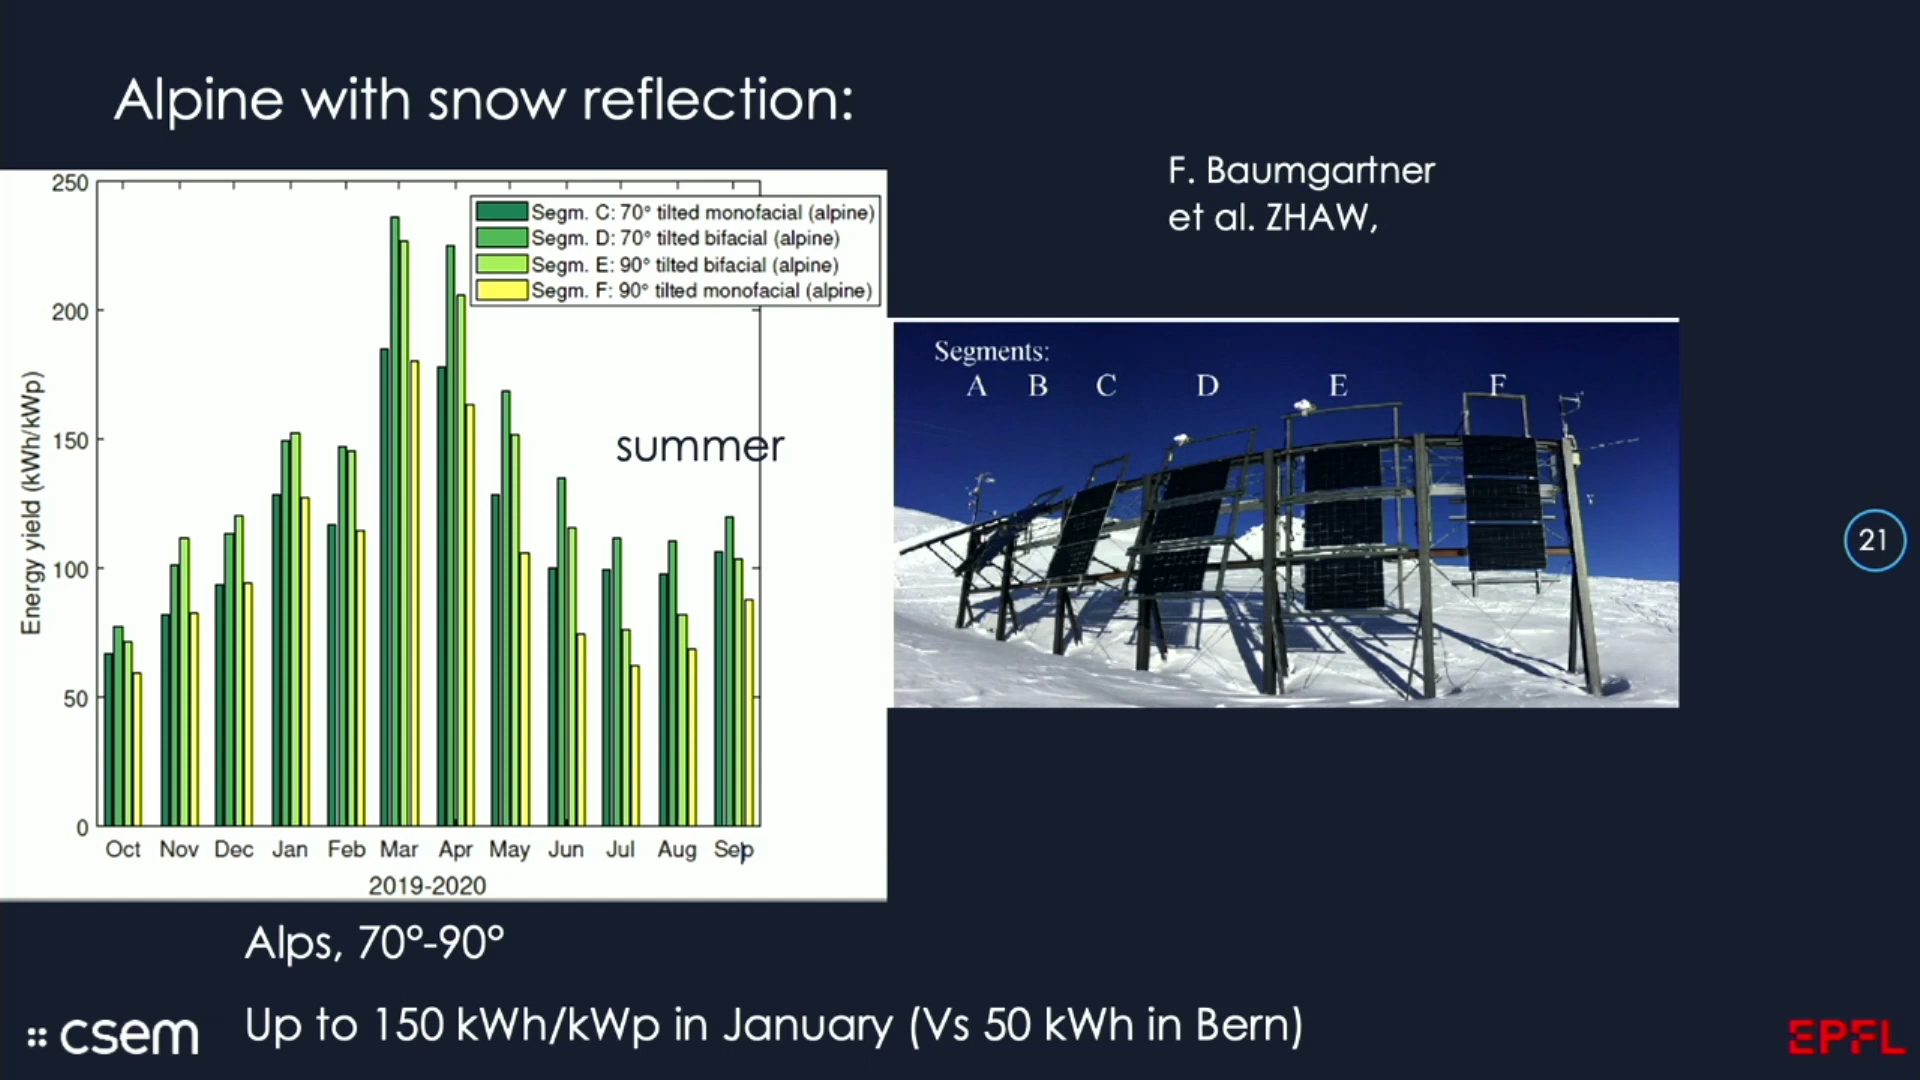 Alpine with snow reflection:
F. Baumgartner
et al. ZHAW,
250
200
150
100
50
0
Energy yield (kWh/kWp)
Segm. C: 70° tilted monofacial (alpine)
Segm. D: 70° tilted bifacial (alpine)
Segm. E: 90° tilted bifacial (alpine)
Segm. F: 90° tilted monofacial (alpine)
summer
Oct Nov Dec Jan Feb Mar Apr May Jun Jul Aug Sep
2019-2020
Segments:
A B C D E F
21
Alps, 70°-90°
Up to 150 kWh/kWp in January (Vs 50 kWh in Bern)
:: csem
EPFL